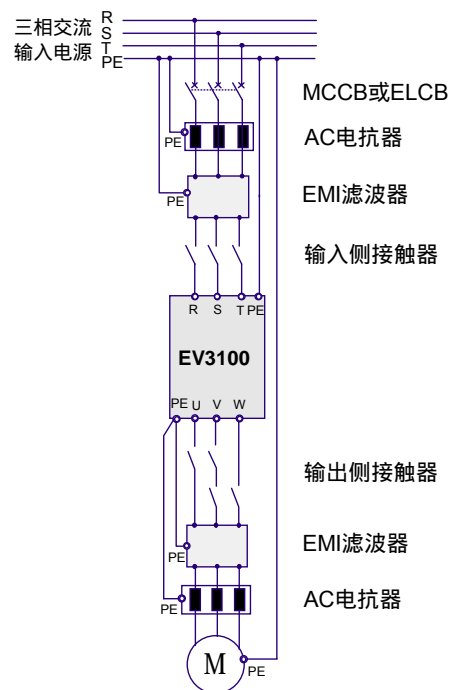 三相交流
输入电源
R
S
T
PE
MCCB或ELCB
PE
AC电抗器
PE
EMI滤波器
输入侧接触器
R S T PE
EV3100
PE U V W
输出侧接触器
PE
EMI滤波器
PE
AC电抗器
M
PE